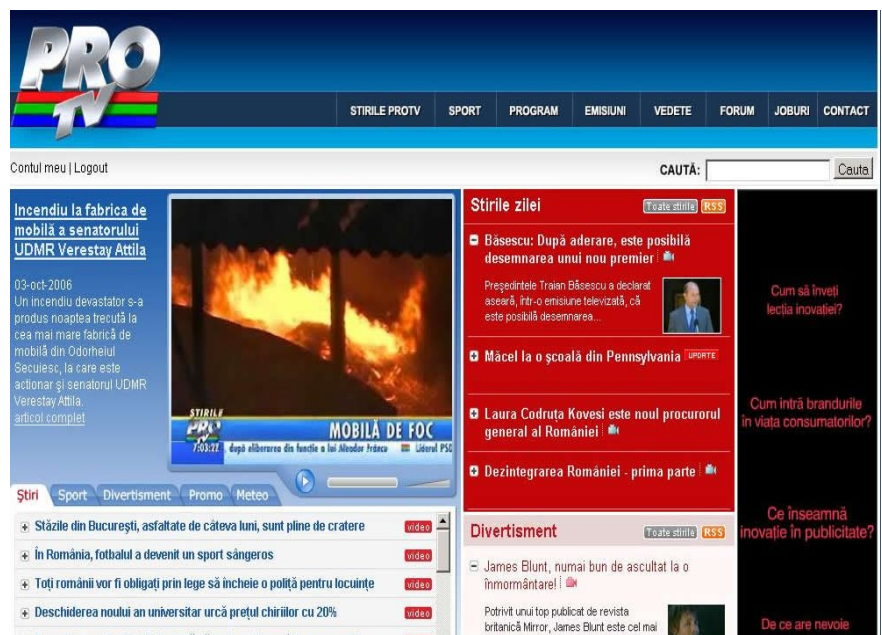 PRO
TV
STIRILE PROTV SPORT PROGRAM EMISIUNI VEDETE FORUM JOBURI CONTACT
Contul meu | Logout
CAUTĂ: Cauta
Incendiu la fabrica de
mobilă a senatorului
UDMR Verestay Attila
03-oct-2006
Un incendiu devastator s-a
produs noaptea trecută la
cea mai mare fabrică de
mobilă din Odorheiul
Secuiesc, la care este
actionar şi senatorul UDMR
Verestay Attila.
articol complet
STIRILE
PRO
MOBILĂ DE FOC
7:03:22 , după eliberarea din funcţie a lui Liderul PSD
Ştiri Sport Divertisment Promo Meteo
Străzile din Bucureşti, asfaltate de câteva luni, sunt pline de cratere video
În România, fotbalul a devenit un sport sângeros video
Toţi românii vor fi obligaţi prin lege să încheie o poliţă pentru locuinţe video
Deschiderea noului an universitar urcă preţul chiriilor cu 20% video
Stirile zilei Toate stirile RSS
Băsescu: După aderare, este posibilă
desemnarea unui nou premier
Preşedintele Traian Băsescu a declarat
aseară, într-o emisiune televizată, că
este posibilă desemnarea...
Măcel la o şcoală din Pennsylvania UPDATE
Laura Codruţa Kovesi este noul procurorul
general al României
Dezintegrarea României - prima parte
Divertisment Toate stirile RSS
James Blunt, numai bun de ascultat la o
înmormântare!
Potrivit unui top publicat de revista
britanică Mirror, James Blunt este cel mai
Cum să înveţi
lecţia inovatiei?
Cum intră brandurile
în viaţa consumatorilor?
Ce înseamnă
inovaţie în publicitate?
De ce are nevoie